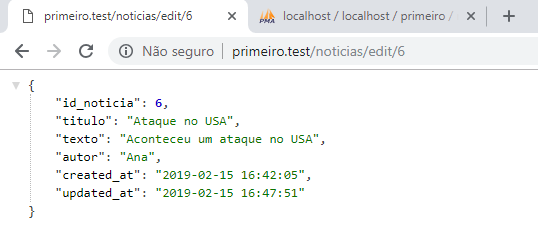 primeiro.test/noticias/edit/6
localhost / localhost / primeiro /
PMA
Não seguro | primeiro.test/noticias/edit/6
{
"id_noticia": 6,
"titulo": "Ataque no USA",
"texto": "Aconteceu um ataque no USA",
"autor": "Ana",
"created_at": "2019-02-15 16:42:05",
"updated_at": "2019-02-15 16:47:51"
}